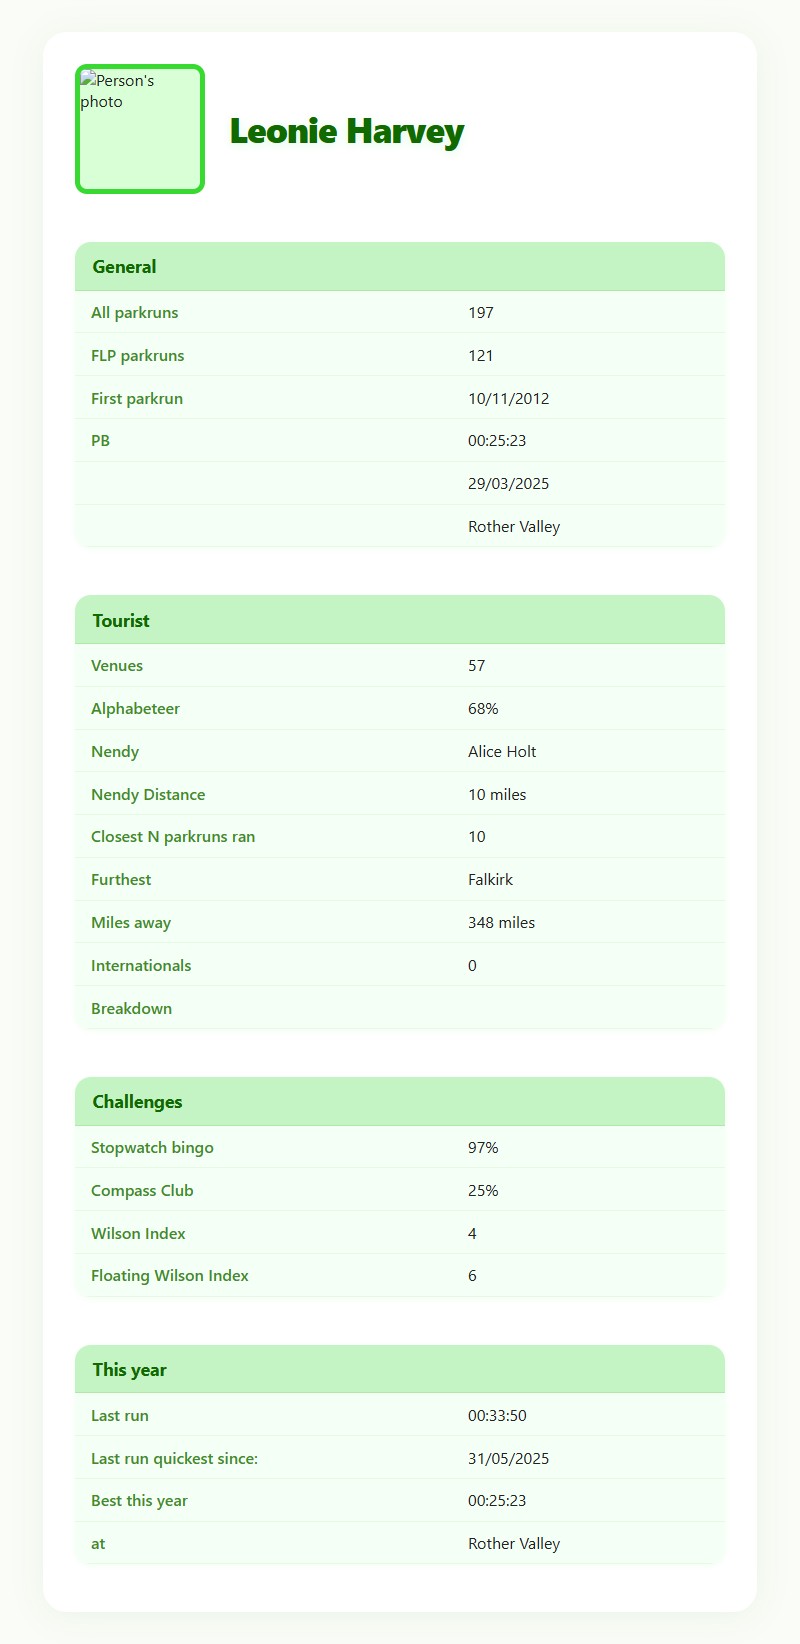 Person's
photo
Leonie Harvey
General
All parkruns 197
FLP parkruns 121
First parkrun 10/11/2012
PB 00:25:23
29/03/2025
Rother Valley
Tourist
Venues 57
Alphabeteer 68%
Nendy Alice Holt
Nendy Distance 10 miles
Closest N parkruns ran 10
Furthest Falkirk
Miles away 348 miles
Internationals 0
Breakdown
Challenges
Stopwatch bingo 97%
Compass Club 25%
Wilson Index 4
Floating Wilson Index 6
This year
Last run 00:33:50
Last run quickest since: 31/05/2025
Best this year 00:25:23
at Rother Valley